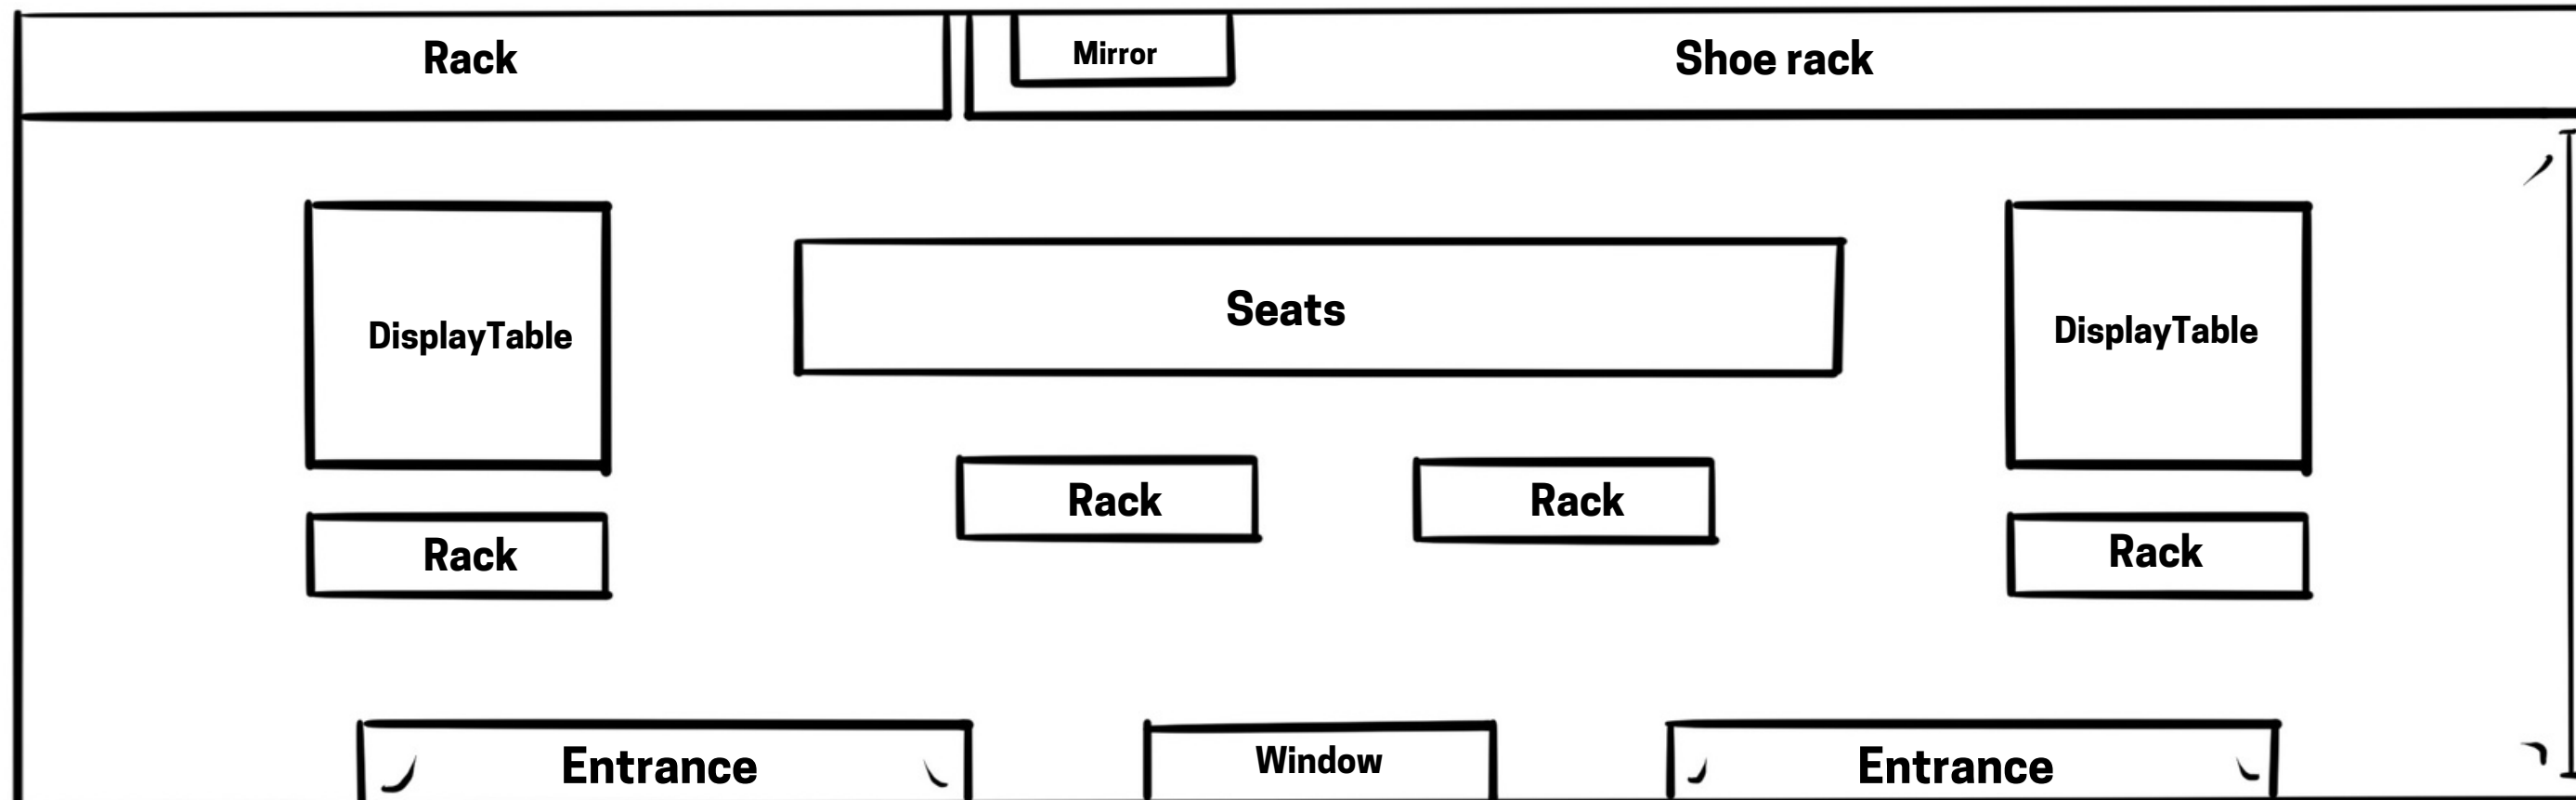 Rack
Mirror
Shoe rack
DisplayTable
Seats
DisplayTable
Rack
Rack
Rack
Rack
Entrance
Window
Entrance